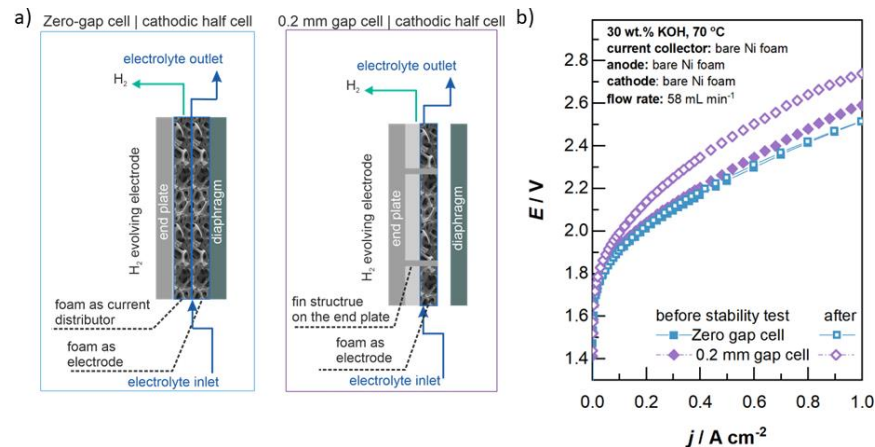 a)
Zero-gap cell | cathodic half cell
electrolyte outlet
H2
H2 evolving electrode
end plate
diaphragm
foam as current
distributor
foam as
electrode
electrolyte inlet
0.2 mm gap cell | cathodic half cell
electrolyte outlet
H2
H2 evolving electrode
end plate
diaphragm
fin structrue
on the end plate
foam as
electrode
electrolyte inlet
b)
30 wt.% KOH, 70 ºC
current collector: bare Ni foam
anode: bare Ni foam
cathode: bare Ni foam
flow rate: 58 mL min⁻¹
E / V
2.8
2.6
2.4
2.2
2.0
1.8
1.6
1.4
before stability test after
Zero gap cell
0.2 mm gap cell
0.0 0.2 0.4 0.6 0.8 1.0
j / A cm⁻²